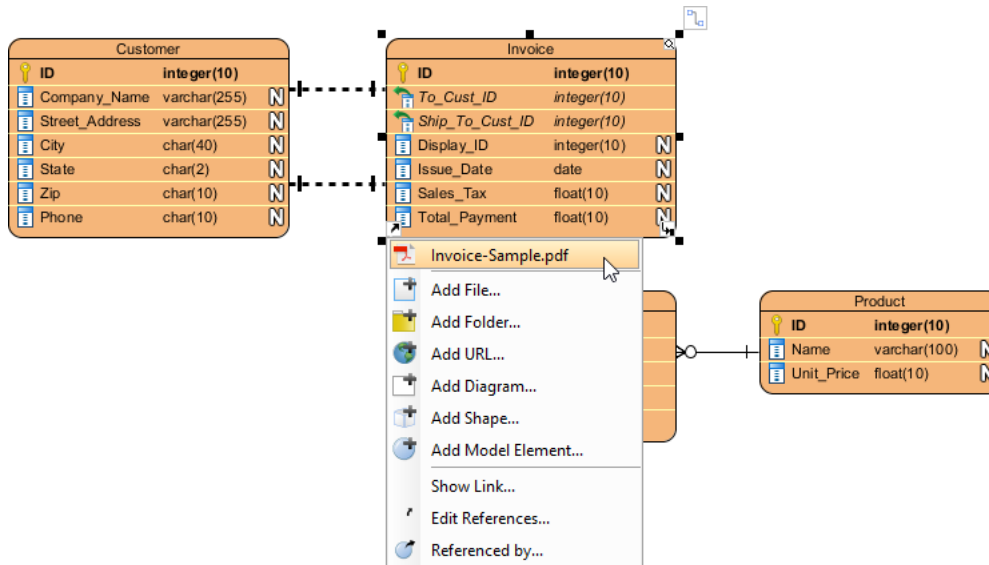 Customer
ID integer(10)
Company_Name varchar(255) N
Street_Address varchar(255) N
City char(40) N
State char(2) N
Zip char(10) N
Phone char(10) N
Invoice
ID integer(10)
To_Cust_ID integer(10)
Ship_To_Cust_ID integer(10)
Display_ID integer(10) N
Issue_Date date N
Sales_Tax float(10) N
Total_Payment float(10) N
Invoice-Sample.pdf
Add File...
Add Folder...
Add URL...
Add Diagram...
Add Shape...
Add Model Element...
Show Link...
Edit References...
Referenced by...
Product
ID integer(10)
Name varchar(100) N
Unit_Price float(10) N